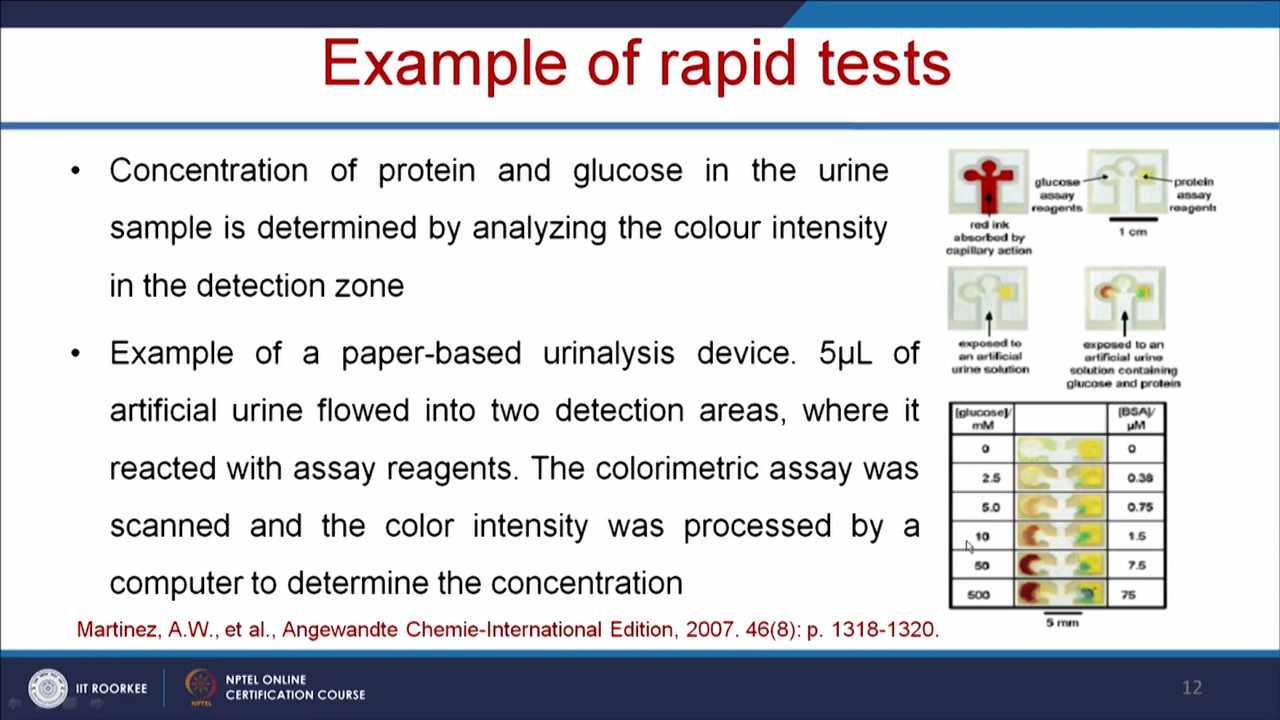 Example of rapid tests
• Concentration of protein and glucose in the urine
sample is determined by analyzing the colour intensity
in the detection zone
• Example of a paper-based urinalysis device. 5µL of
artificial urine flowed into two detection areas, where it
reacted with assay reagents. The colorimetric assay was
scanned and the color intensity was processed by a
computer to determine the concentration
Martinez, A.W., et al., Angewandte Chemie-International Edition, 2007. 46(8): p. 1318-1320.
red ink
absorbed by
capillary action
glucose
assay
reagents
protein
assay
reagents
1 cm
exposed to
an artificial
urine solution
exposed to an
artificial urine
solution containing
glucose and protein
[glucose]/ [BSA]/
mM µM
0 0
2.5 0.38
5.0 0.75
10 1.5
50 7.5
500 75
5 mm
IIT ROORKEE
NPTEL
NPTEL ONLINE
CERTIFICATION COURSE
12